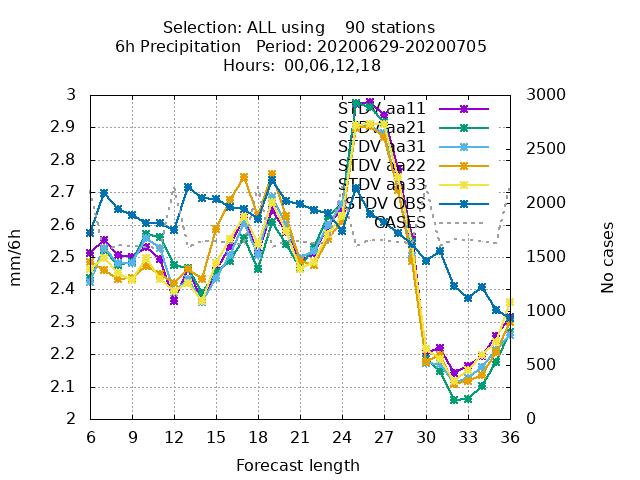 Selection: ALL using    90 stations
6h Precipitation   Period: 20200629-20200705
Hours: 00,06,12,18
3
2.9
2.8
2.7
2.6
2.5
2.4
2.3
2.2
2.1
2
3000
2500
2000
1500
1000
500
0
mm/6h
No cases
STDV aa11
STDV aa21
STDV aa31
STDV aa22
STDV aa33
STDV OBS
CASES
6 9 12 15 18 21 24 27 30 33 36
Forecast length